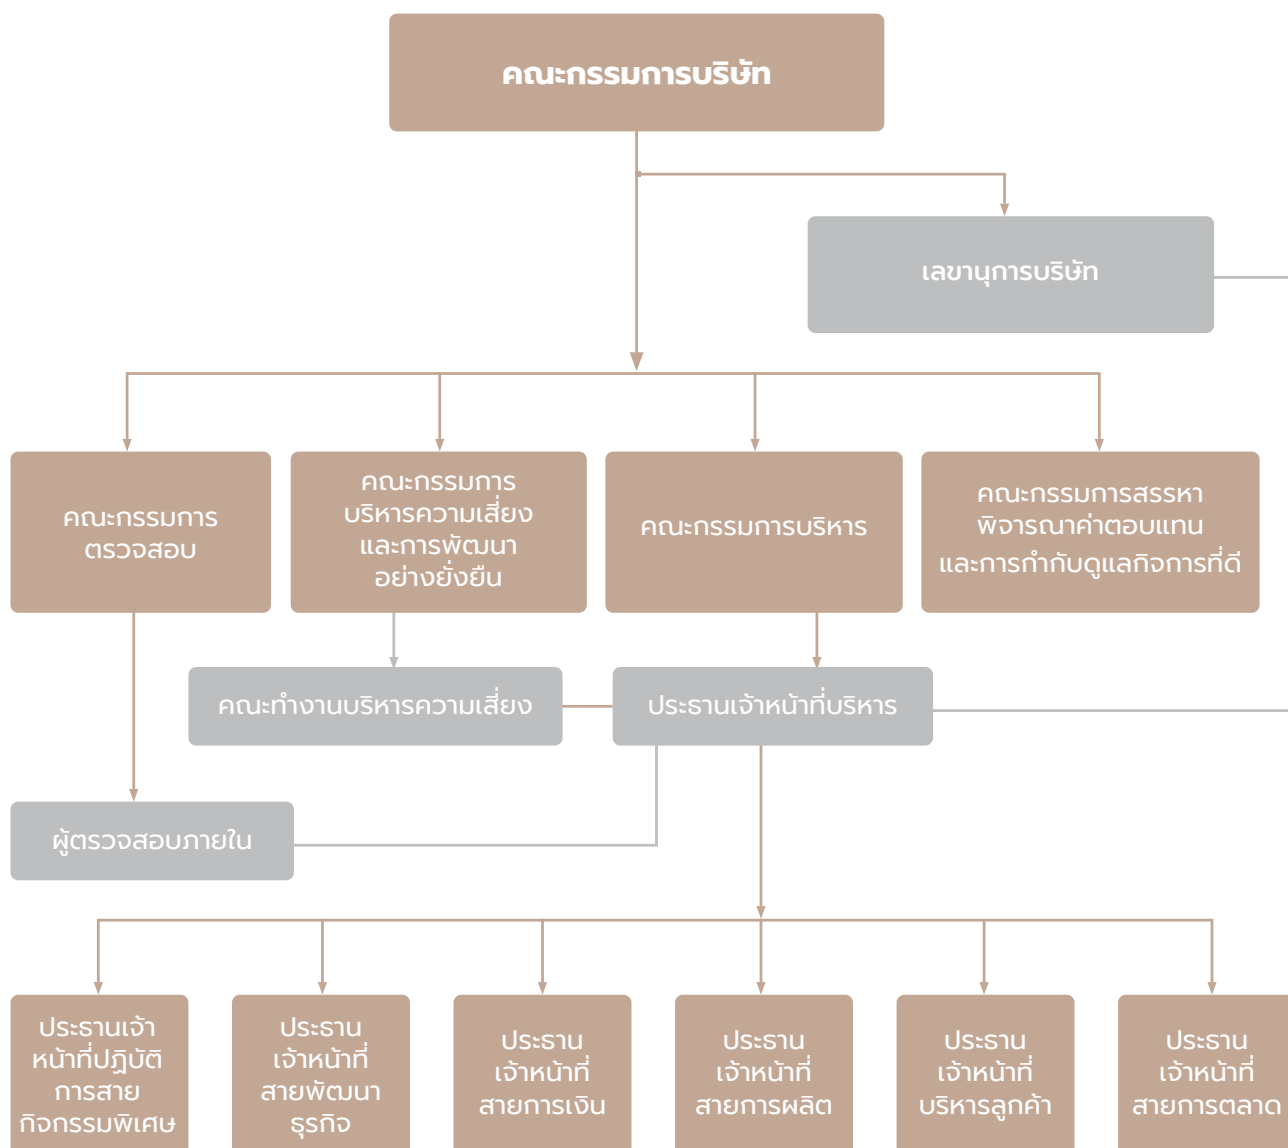 คณะกรรมการบริษัท
เลขานุการบริษัท
คณะกรรมการ
ตรวจสอบ
คณะกรรมการ
บริหารความเสี่ยง
และการพัฒนา
อย่างยั่งยืน
คณะกรรมการบริหาร
คณะกรรมการสรรหา
พิจารณาค่าตอบแทน
และการกำกับดูแลกิจการที่ดี
คณะทำงานบริหารความเสี่ยง
ประธานเจ้าหน้าที่บริหาร
ผู้ตรวจสอบภายใน
ประธานเจ้า
หน้าที่ปฏิบัติ
การสาย
กิจกรรมพิเศษ
ประธาน
เจ้าหน้าที่
สายพัฒนา
ธุรกิจ
ประธาน
เจ้าหน้าที่
สายการเงิน
ประธาน
เจ้าหน้าที่
สายการผลิต
ประธาน
เจ้าหน้าที่
บริหารลูกค้า
ประธาน
เจ้าหน้าที่
สายการตลาด